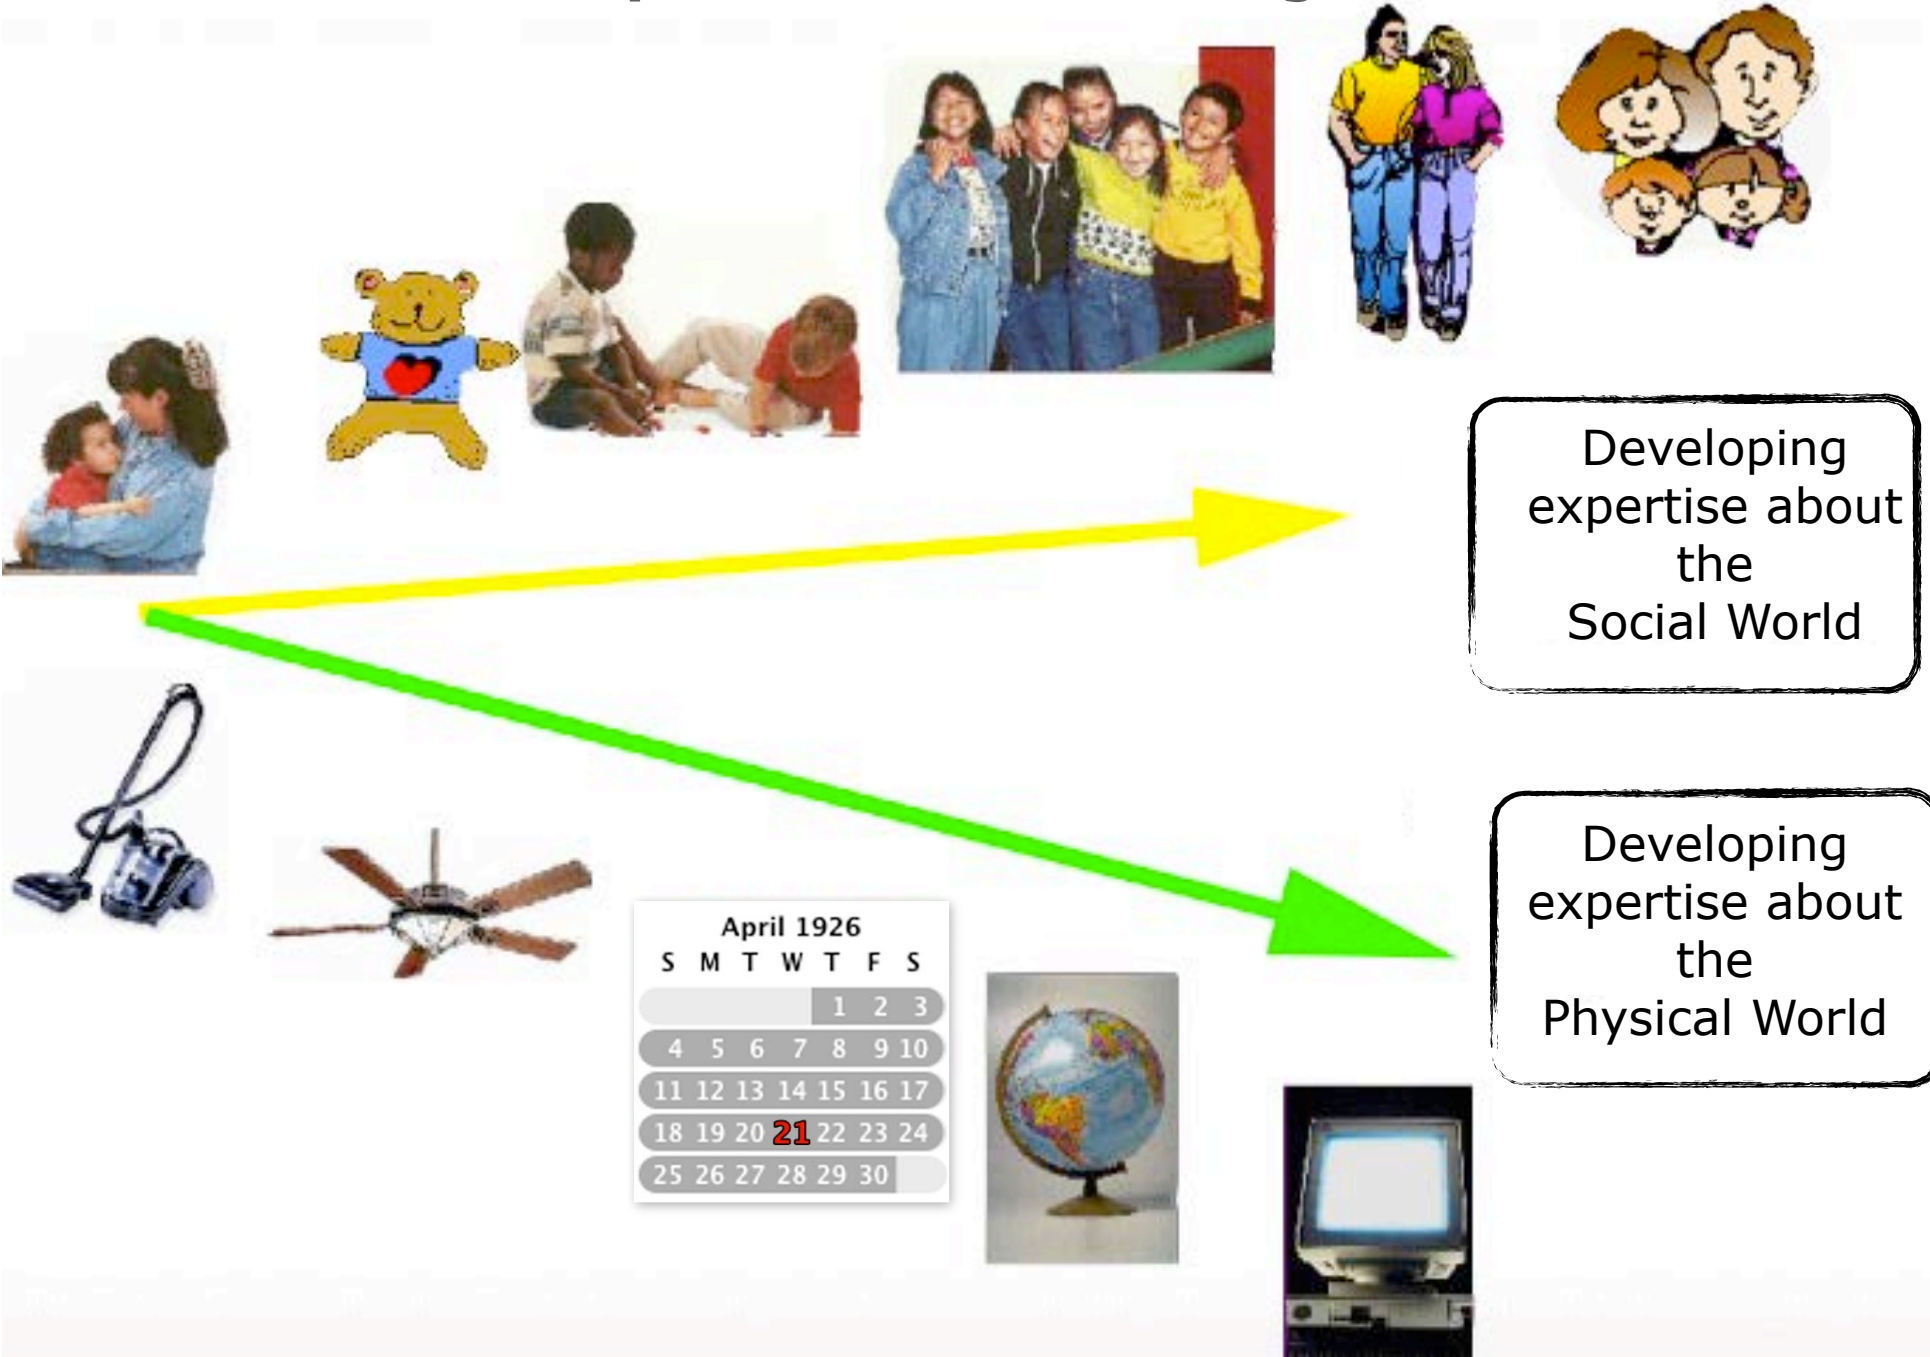 Developing
expertise about
the
Social World
Developing
expertise about
the
Physical World
April 1926
S M T W T F S
1 2 3
4 5 6 7 8 9 10
11 12 13 14 15 16 17
18 19 20 21 22 23 24
25 26 27 28 29 30